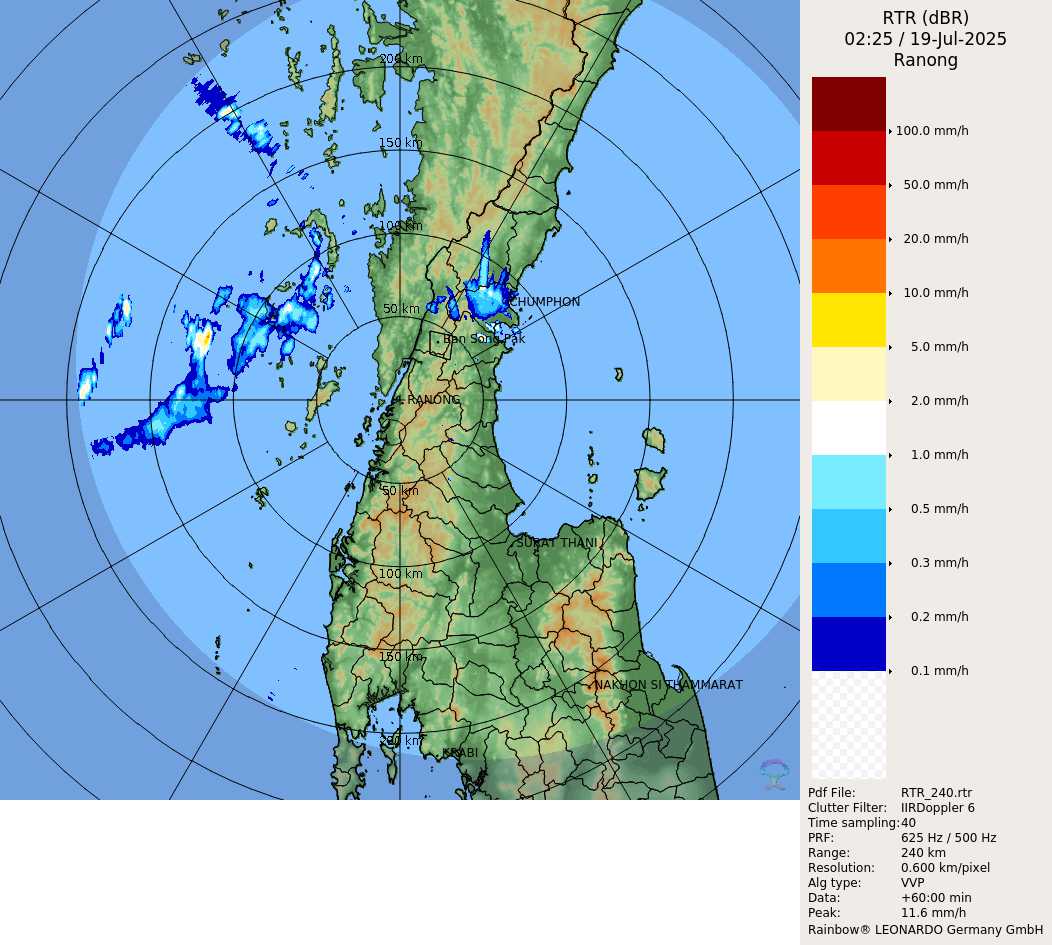 RTR (dBR)
02:25 / 19-Jul-2025
Ranong
200 km
150 km
100 km
50 km
CHUMPHON
Ban Song Pak
RANONG
50 km
SURAT THANI
100 km
150 km
NAKHON SI THAMMARAT
200 km
KRABI
100.0 mm/h
50.0 mm/h
20.0 mm/h
10.0 mm/h
5.0 mm/h
2.0 mm/h
1.0 mm/h
0.5 mm/h
0.3 mm/h
0.2 mm/h
0.1 mm/h
Pdf File: RTR_240.rtr
Clutter Filter: IIRDoppler 6
Time sampling: 40
PRF: 625 Hz / 500 Hz
Range: 240 km
Resolution: 0.600 km/pixel
Alg type: VVP
Data: +60:00 min
Peak: 11.6 mm/h
Rainbow® LEONARDO Germany GmbH